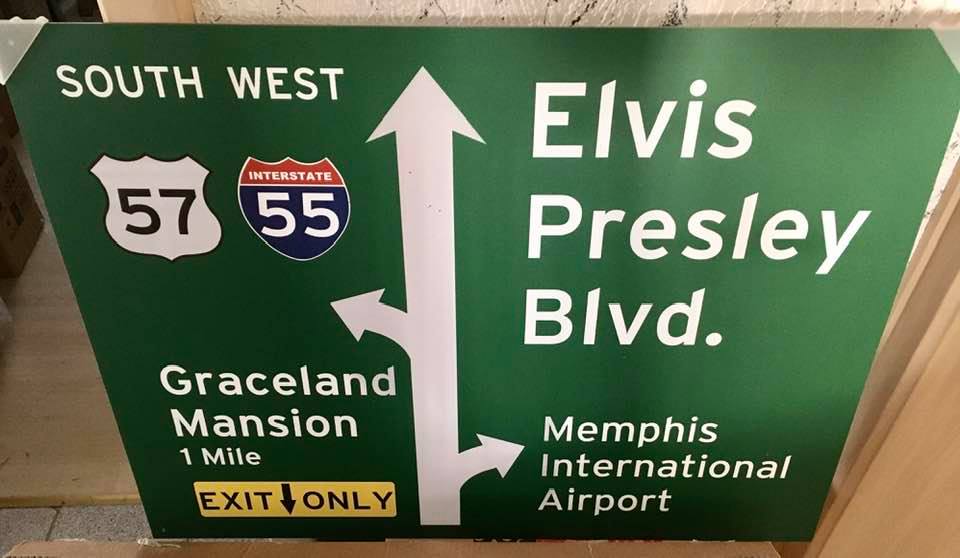 SOUTH WEST
57
INTERSTATE
55
Elvis
Presley
Blvd.
Graceland
Mansion
1 Mile
EXIT ONLY
Memphis
International
Airport